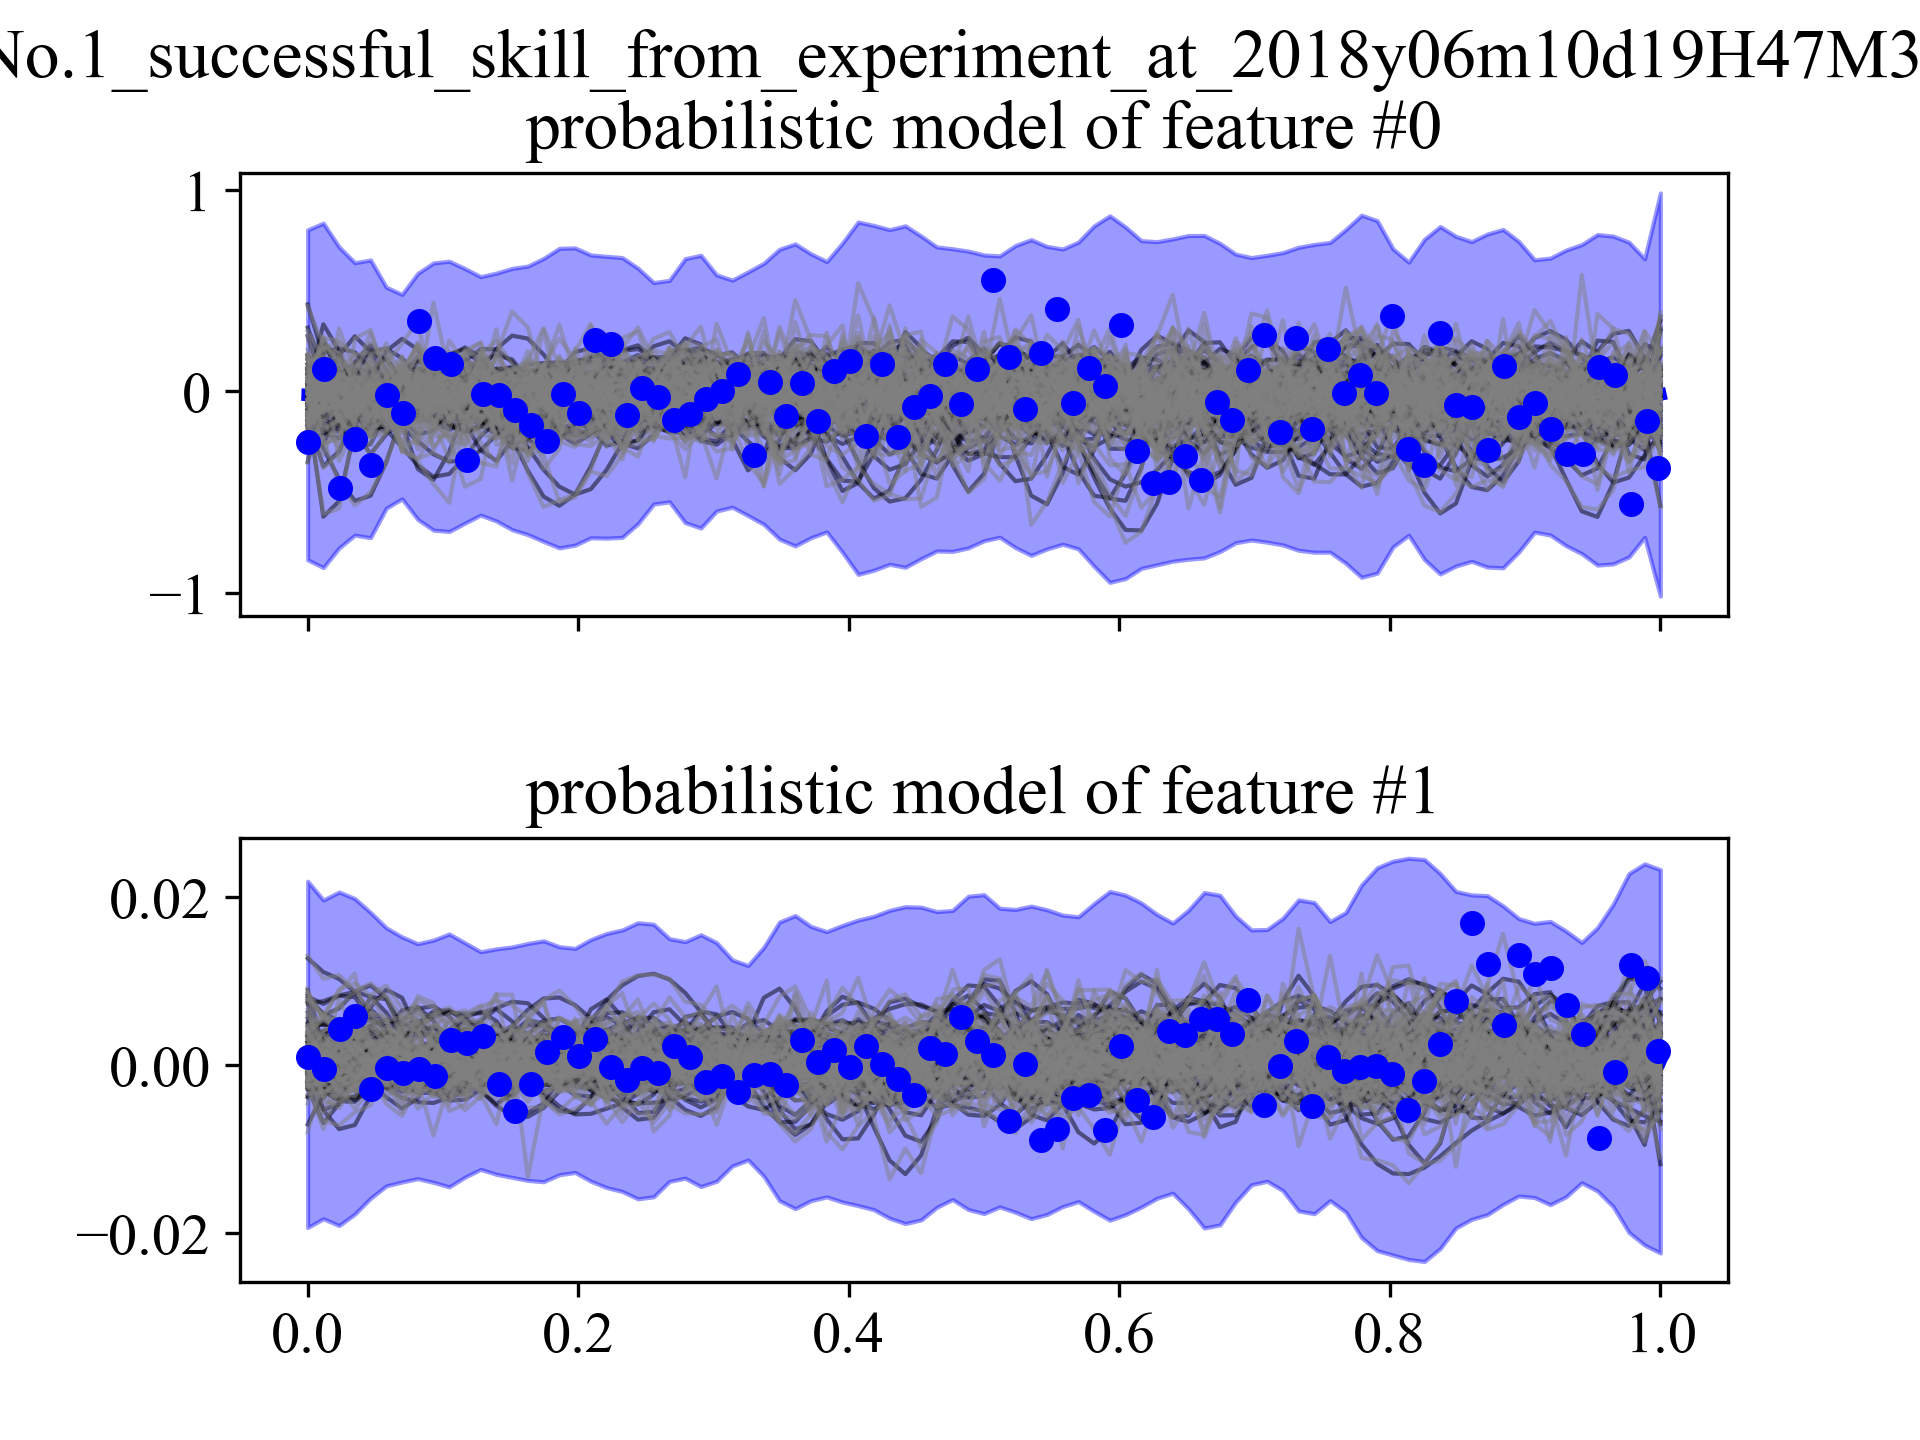 No.1_successful_skill_from_experiment_at_2018y06m10d19H47M3
probabilistic model of feature #0
1
0
−1
probabilistic model of feature #1
0.02
0.00
−0.02
0.0 0.2 0.4 0.6 0.8 1.0